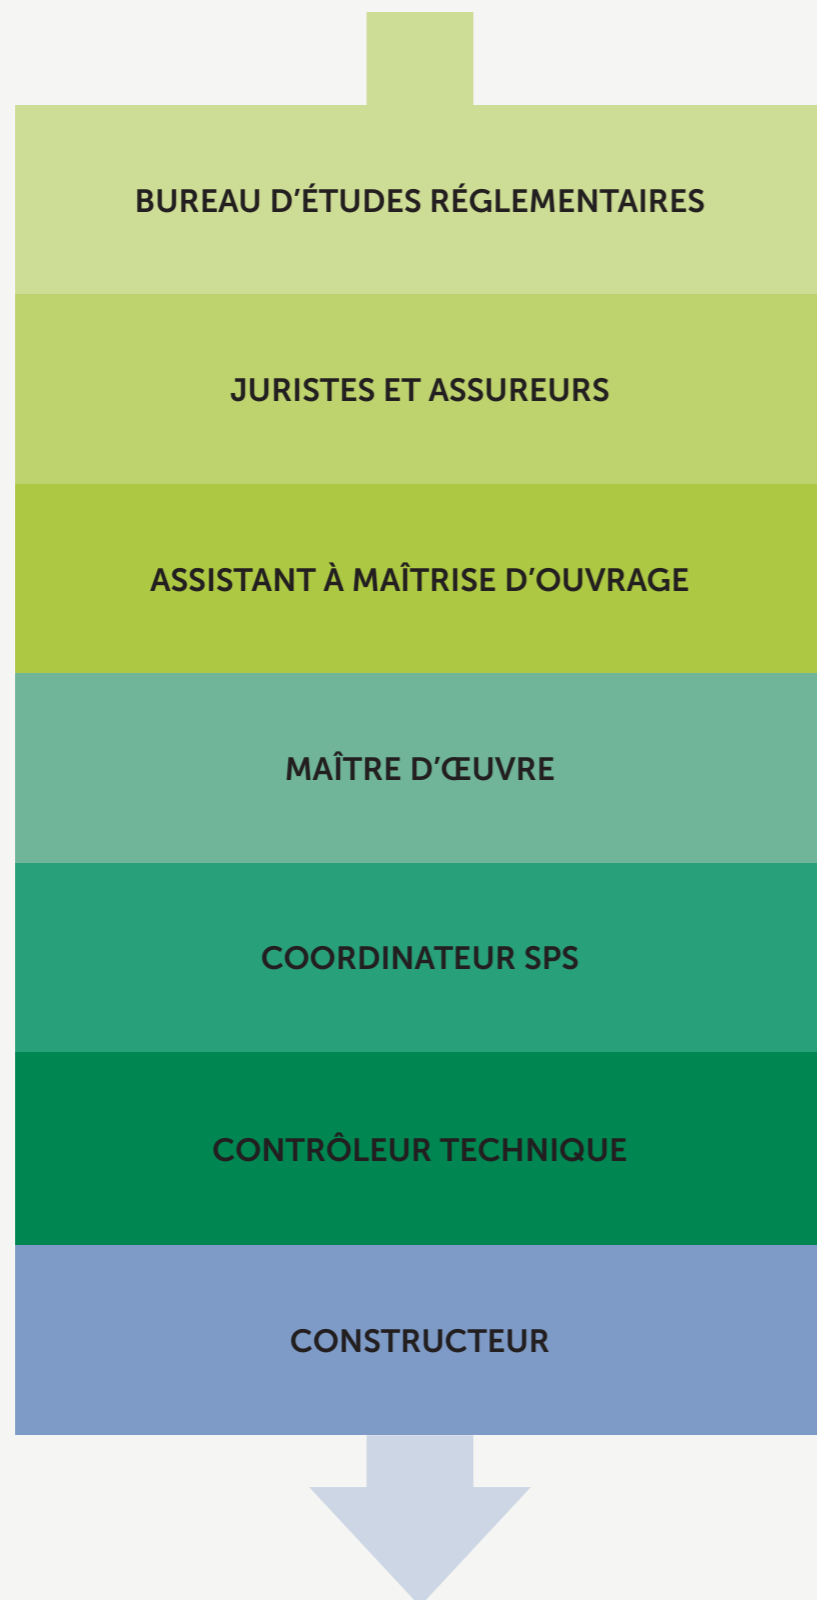 BUREAU D’ÉTUDES RÉGLEMENTAIRES
JURISTES ET ASSUREURS
ASSISTANT À MAÎTRISE D’OUVRAGE
MAÎTRE D’ŒUVRE
COORDINATEUR SPS
CONTRÔLEUR TECHNIQUE
CONSTRUCTEUR